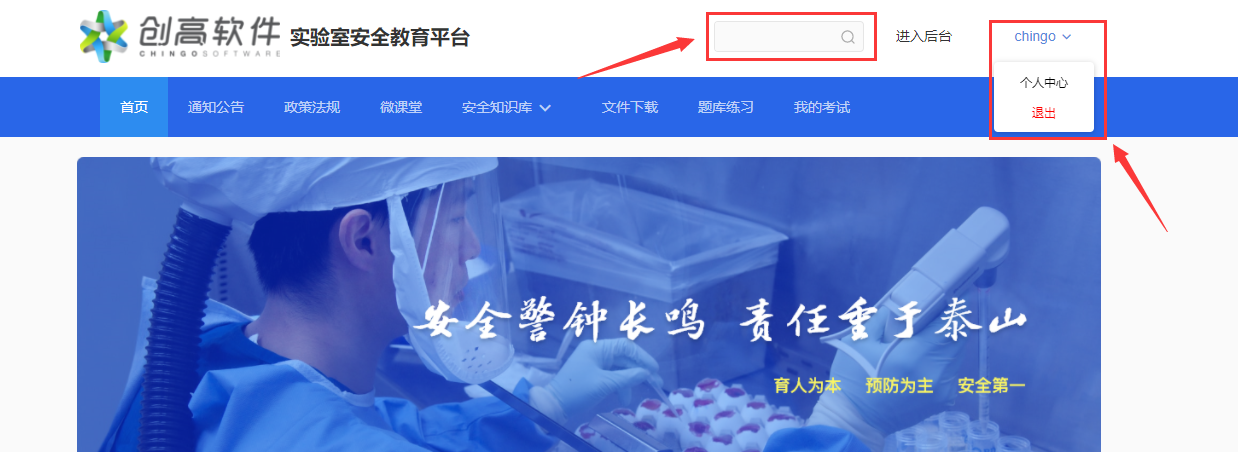 创高软件 实验室安全教育平台 进入后台 chingo
CHINGOSOFTWARE
个人中心
退出
首页 通知公告 政策法规 微课堂 安全知识库 文件下载 题库练习 我的考试
安全警钟长鸣 责任重于泰山
育人为本 预防为主 安全第一